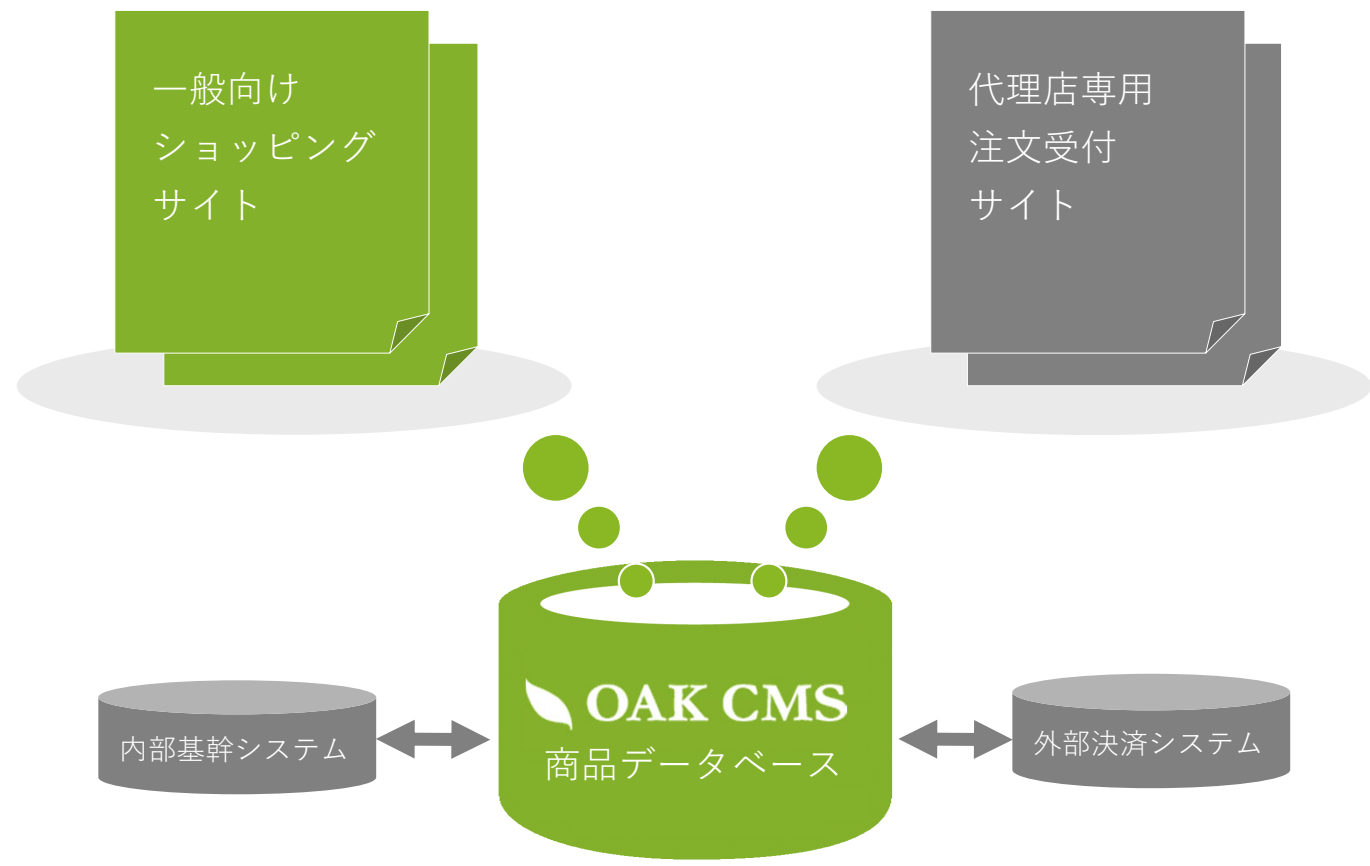 一般向け
ショッピング
サイト
代理店専用
注文受付
サイト
OAK CMS
商品データベース
内部基幹システム
外部決済システム